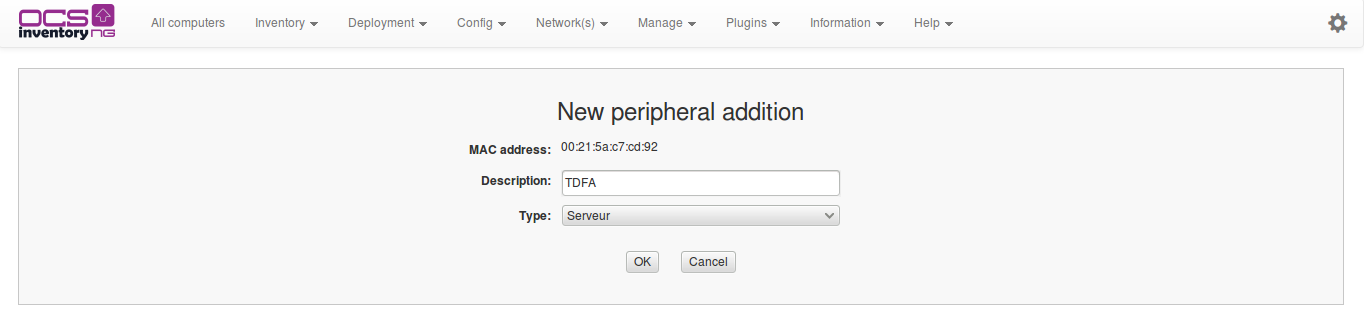 OCS inventory NG All computers Inventory Deployment Config Network(s) Manage Plugins Information Help
New peripheral addition
MAC address: 00:21:5a:c7:cd:92
Description: TDFA
Type: Serveur
OK Cancel